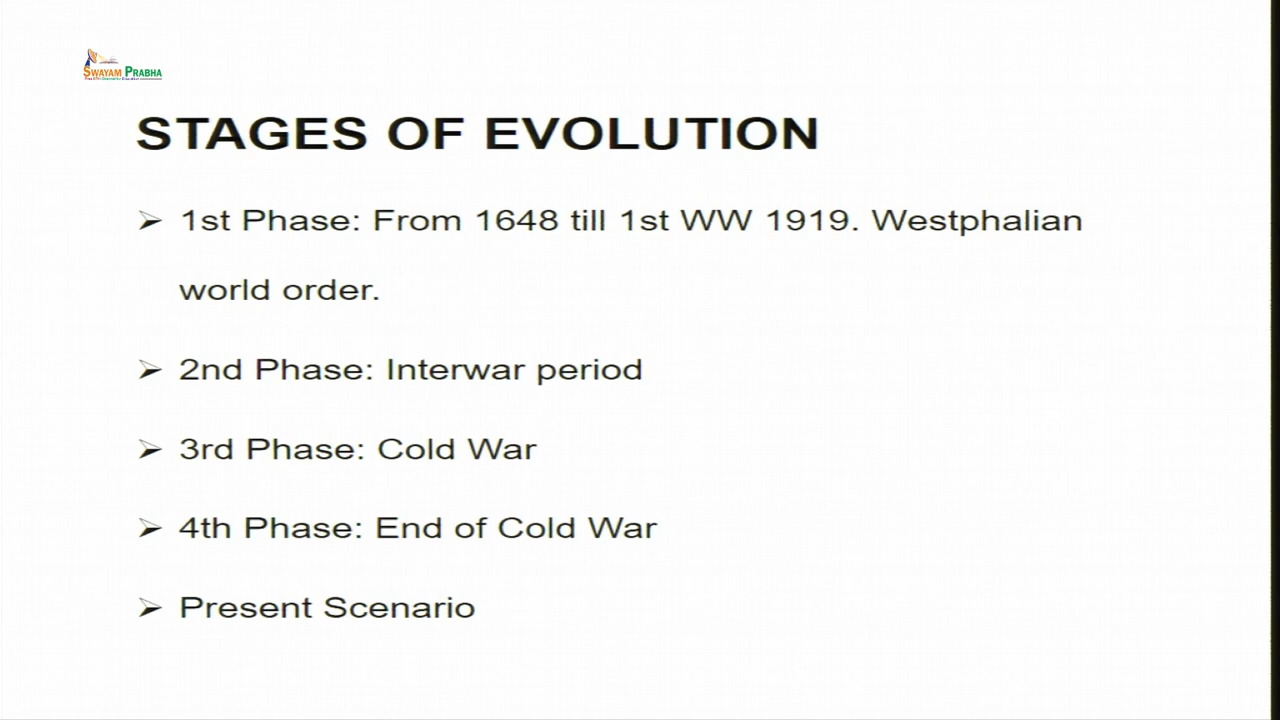 SWAYAM PRABHA
STAGES OF EVOLUTION
➢ 1st Phase: From 1648 till 1st WW 1919. Westphalian
world order.
➢ 2nd Phase: Interwar period
➢ 3rd Phase: Cold War
➢ 4th Phase: End of Cold War
➢ Present Scenario